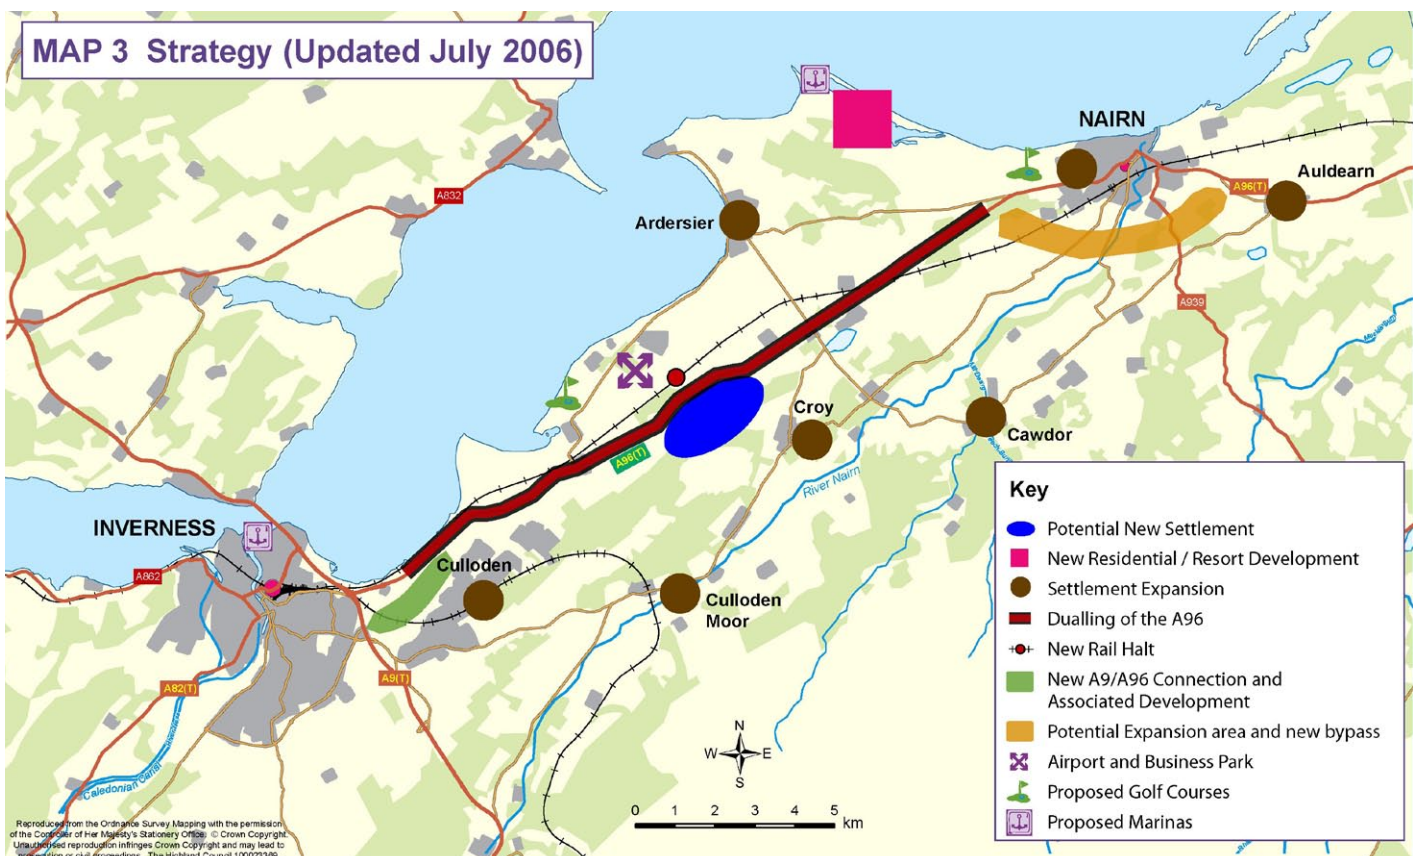 MAP 3 Strategy (Updated July 2006)
NAIRN
Auldearn
A96(T)
A832
Ardersier
A939
Croy
Cawdor
A96(T)
River Nairn
INVERNESS
Culloden
A862
Culloden
Moor
A82(T)
A9(T)
Caledonian Canal
N
W
E
S
0 1 2 3 4 5
km
Key
Potential New Settlement
New Residential / Resort Development
Settlement Expansion
Dualling of the A96
New Rail Halt
New A9/A96 Connection and
Associated Development
Potential Expansion area and new bypass
Airport and Business Park
Proposed Golf Courses
Proposed Marinas
Reproduced from the Ordnance Survey Mapping with the permission
of the Controller of Her Majesty's Stationery Office. © Crown Copyright.
Unauthorised reproduction infringes Crown Copyright and may lead to